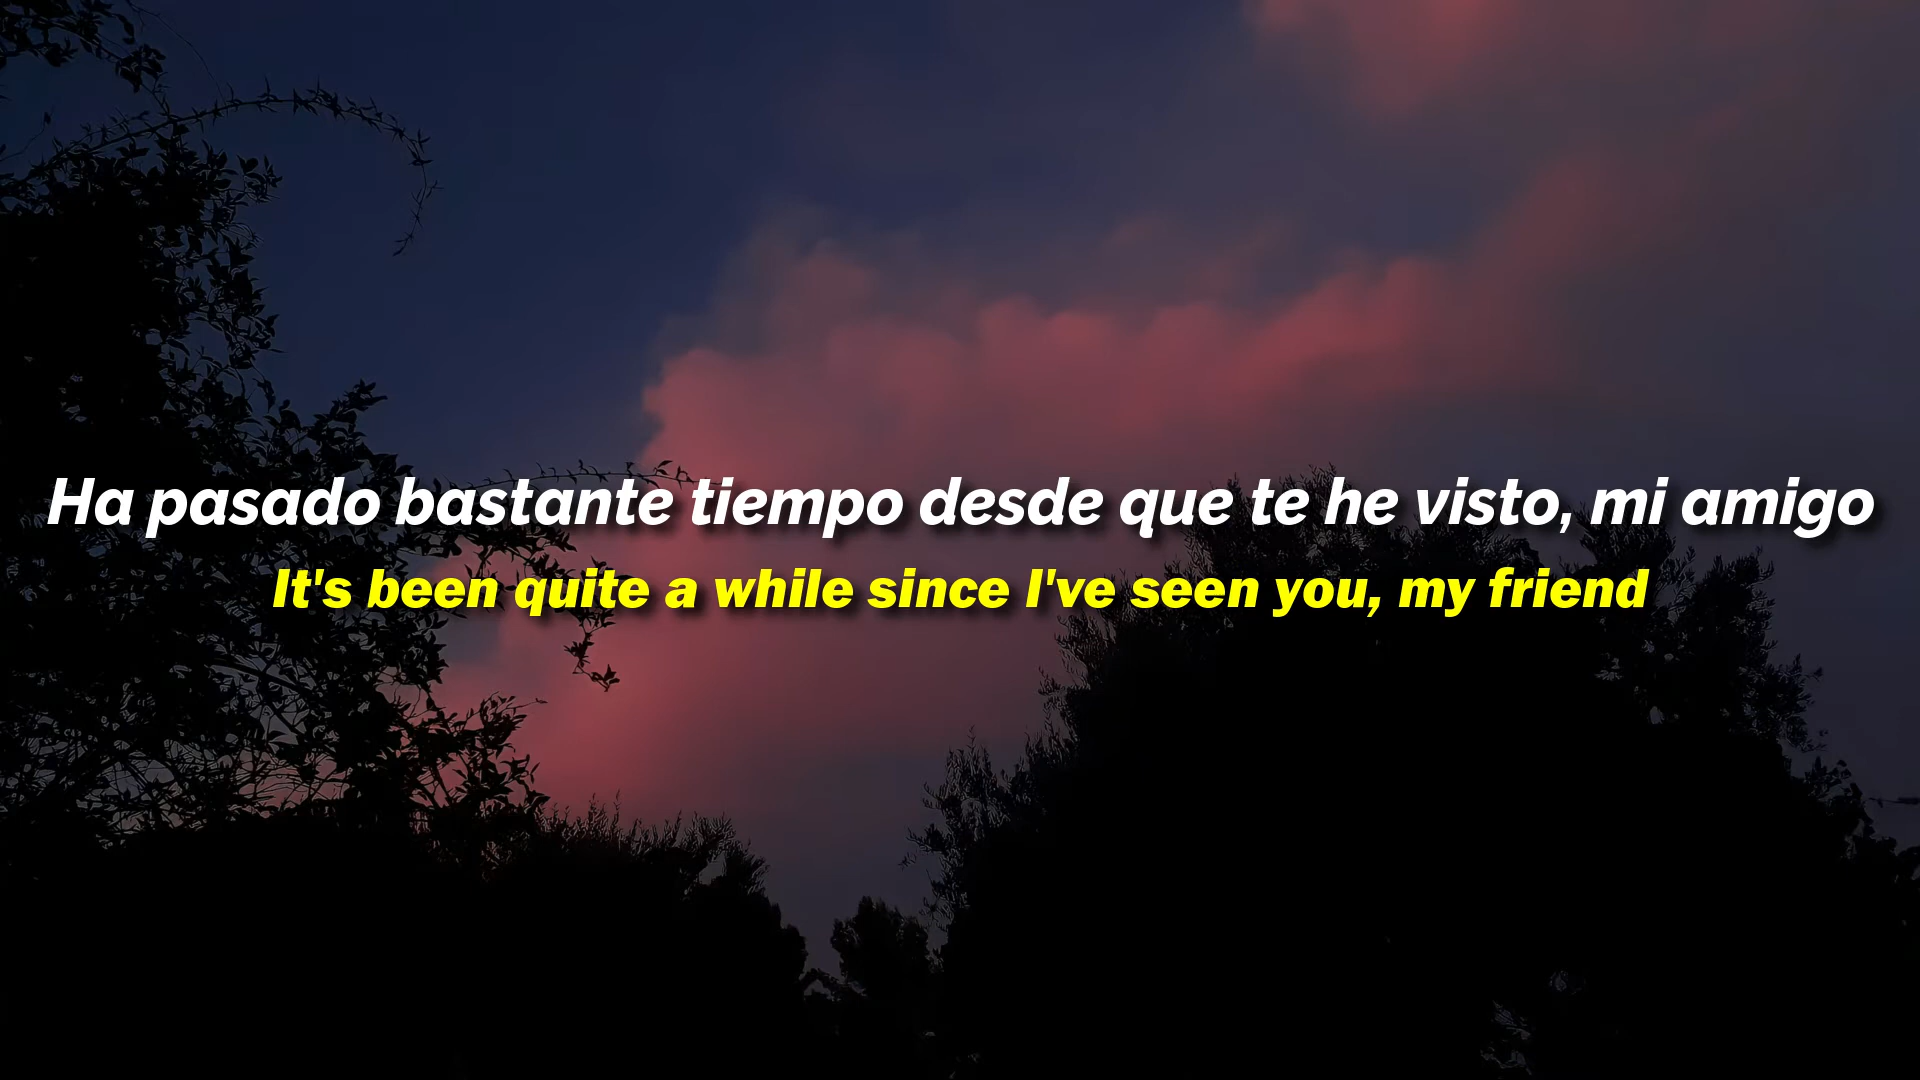 Ha pasado bastante tiempo desde que te he visto, mi amigo
It's been quite a while since I've seen you, my friend